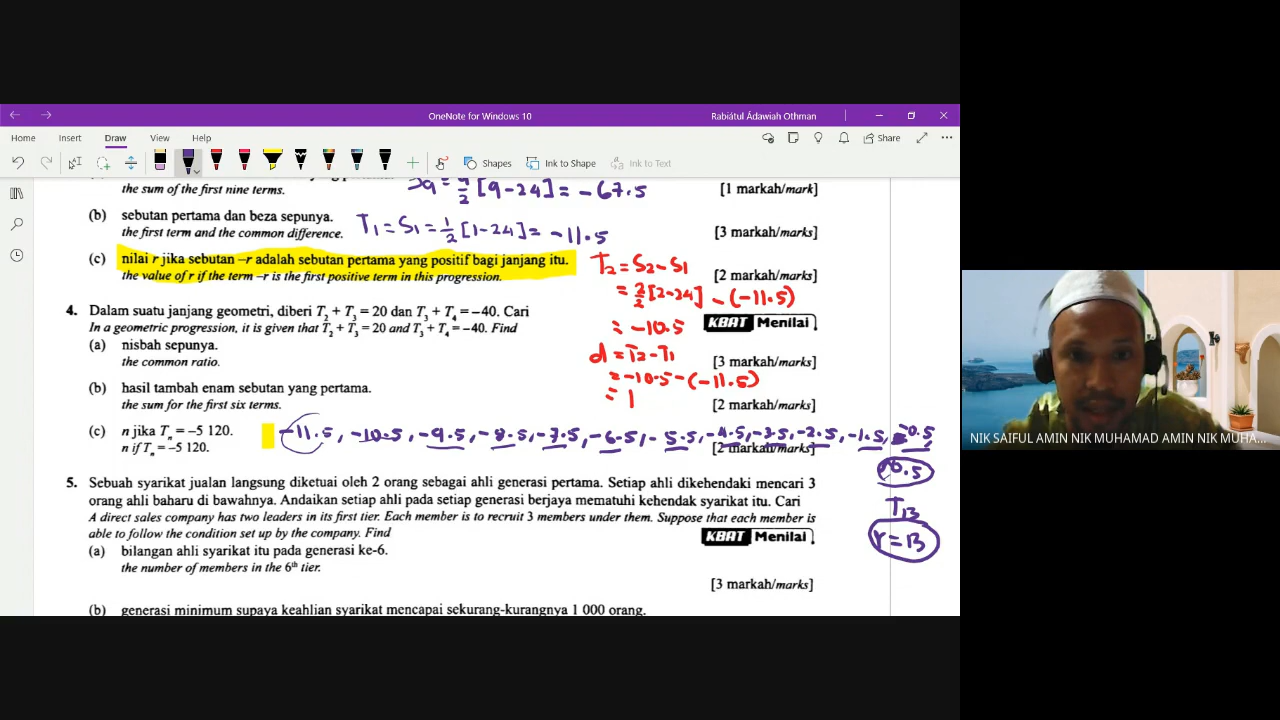 OneNote for Windows 10
Rabiátul Ádawiah Othman
Home Insert Draw View Help
Share
Shapes Ink to Shape Ink to Text
the sum of the first nine terms.
S9 = 9/2 [9-24] = -67.5
[1 markah/mark]
(b) sebutan pertama dan beza sepunya.
the first term and the common difference.
T1 = S1 = 1/2 [1-24] = -11.5
[3 markah/marks]
(c) nilai r jika sebutan –r adalah sebutan pertama yang positif bagi janjang itu.
the value of r if the term –r is the first positive term in this progression.
[2 markah/marks]
T2 = S2 - S1
= 2/2 [2-24] - (-11.5)
= -10.5
d = T2 - T1
= -10.5 - (-11.5)
= 1
4. Dalam suatu janjang geometri, diberi T2 + T3 = 20 dan T3 + T4 = –40. Cari
In a geometric progression, it is given that T2 + T3 = 20 and T3 + T4 = –40. Find
KBAT Menilai
(a) nisbah sepunya.
the common ratio.
[3 markah/marks]
(b) hasil tambah enam sebutan yang pertama.
the sum for the first six terms.
[2 markah/marks]
(c) n jika Tn = –5 120.
n if Tn = –5 120.
[2 markah/marks]
-11.5, -10.5, -9.5, -8.5, -7.5, -6.5, -5.5, -4.5, -3.5, -2.5, -1.5, -0.5
0.5
T13
r = 13
5. Sebuah syarikat jualan langsung diketuai oleh 2 orang sebagai ahli generasi pertama. Setiap ahli dikehendaki mencari 3
orang ahli baharu di bawahnya. Andaikan setiap ahli pada setiap generasi berjaya mematuhi kehendak syarikat itu. Cari
A direct sales company has two leaders in its first tier. Each member is to recruit 3 members under them. Suppose that each member is
able to follow the condition set up by the company. Find
KBAT Menilai
(a) bilangan ahli syarikat itu pada generasi ke-6.
the number of members in the 6th tier.
[3 markah/marks]
(b) generasi minimum supaya keahlian syarikat mencapai sekurang-kurangnya 1 000 orang.
NIK SAIFUL AMIN NIK MUHAMAD AMIN NIK MUHA...